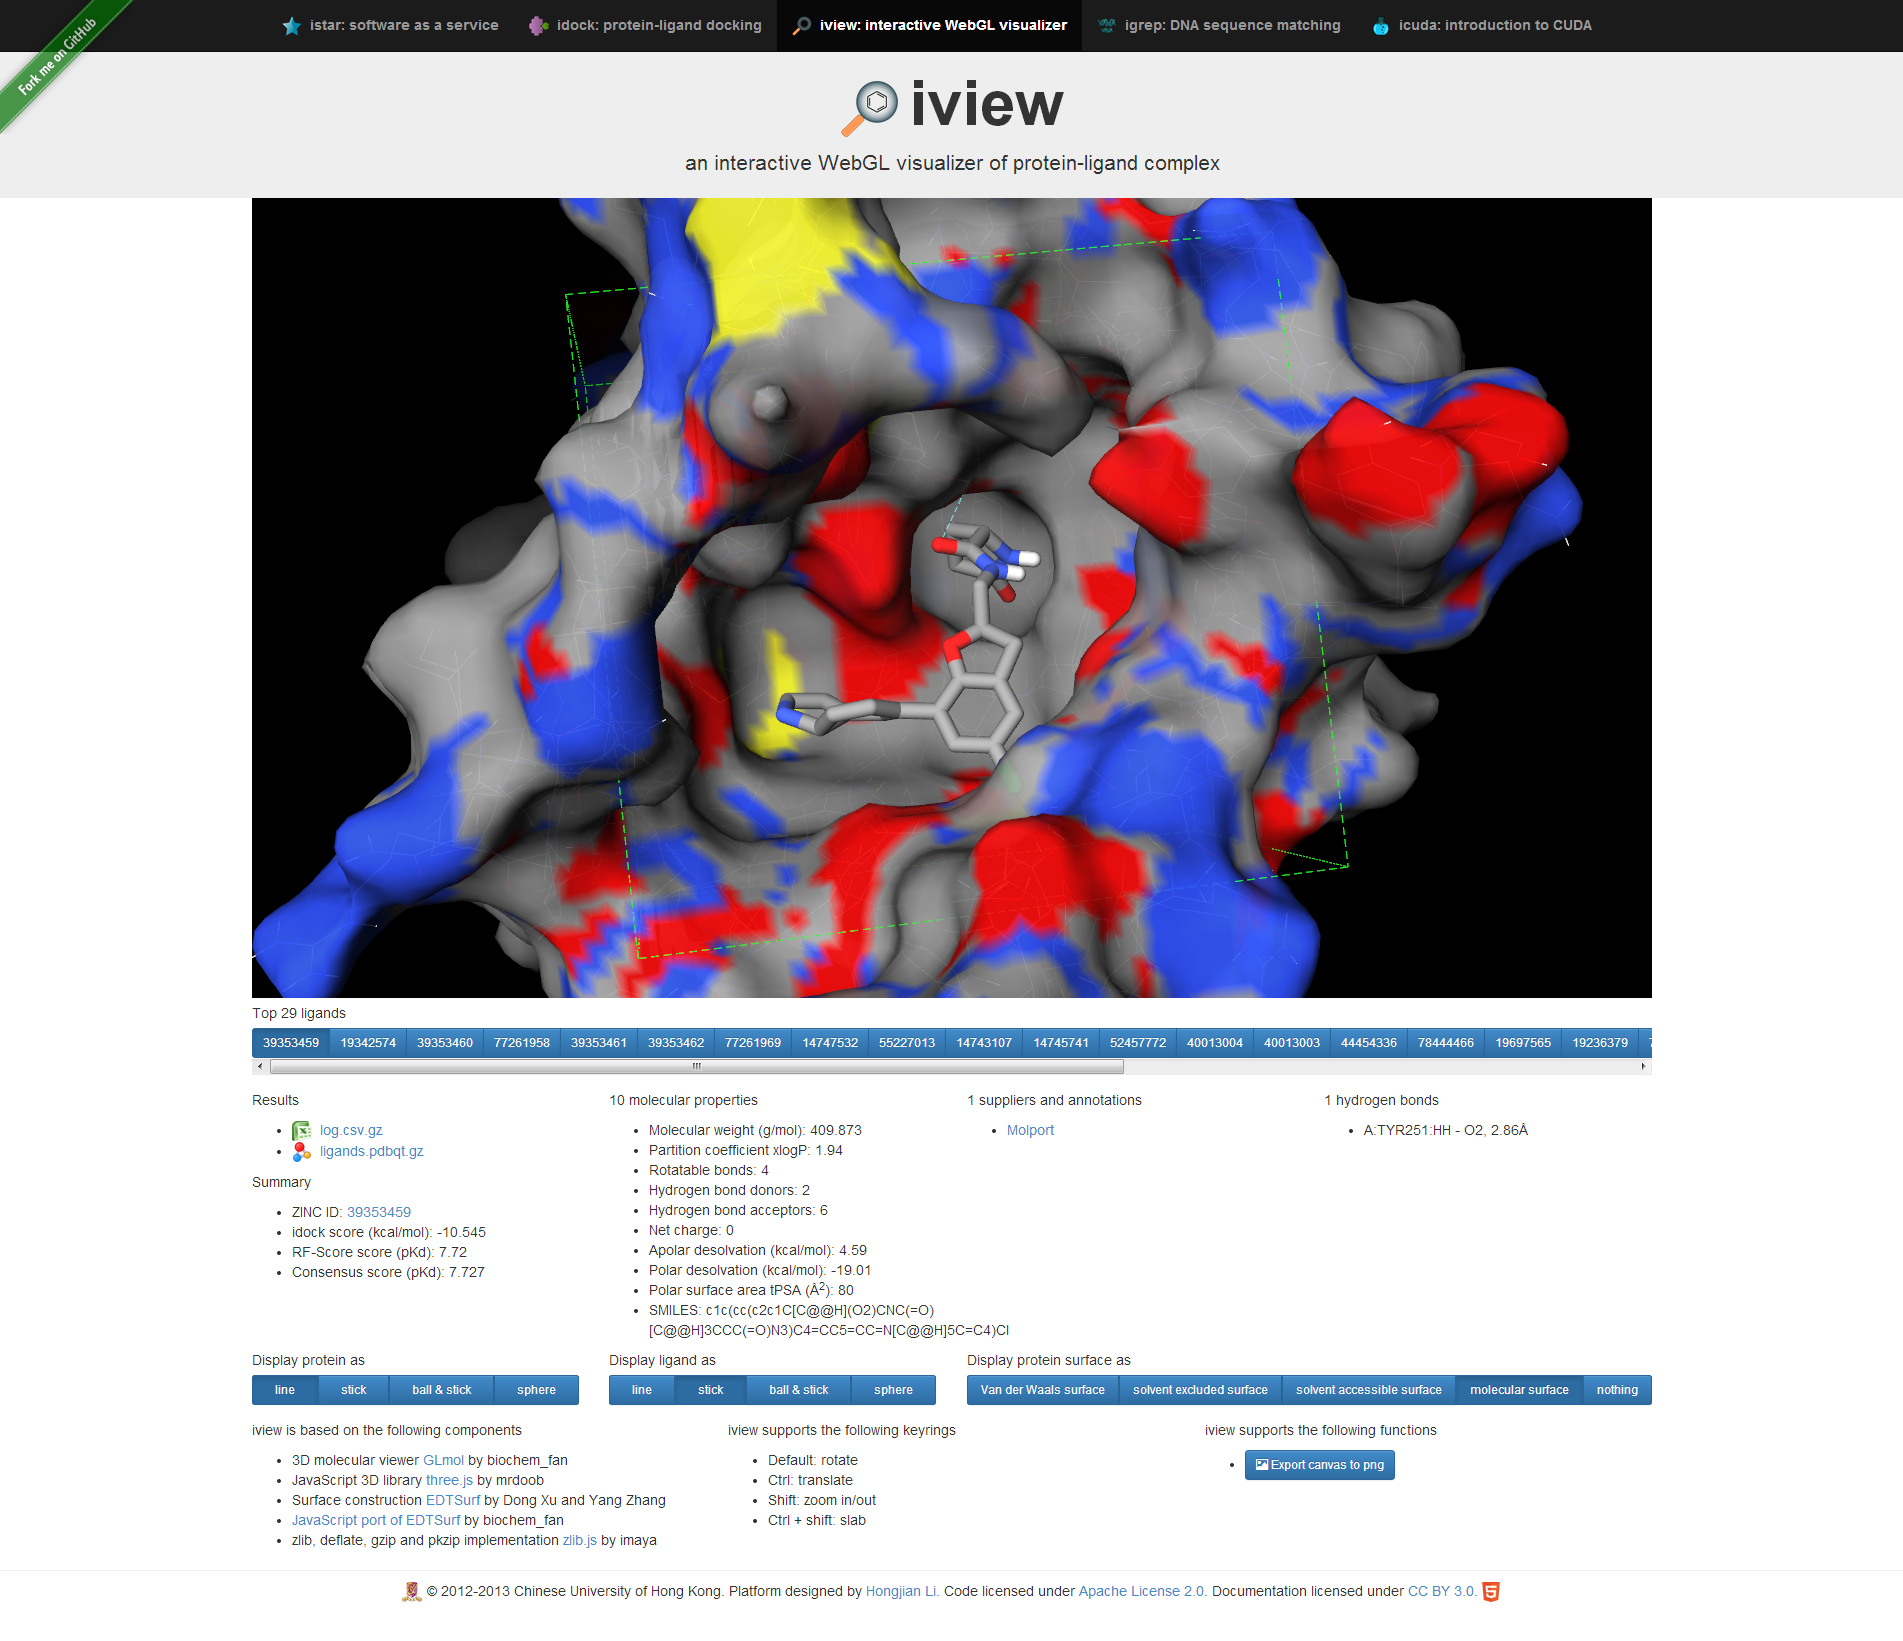 Fork me on GitHub
istar: software as a service
idock: protein-ligand docking
iview: interactive WebGL visualizer
igrep: DNA sequence matching
icuda: introduction to CUDA
iview
an interactive WebGL visualizer of protein-ligand complex
Top 29 ligands
39353459 19342574 39353460 77261958 39353461 39353462 77261969 14747532 55227013 14743107 14745741 52457772 40013004 40013003 44454336 78444466 19697565 19236379
Results
log.csv.gz
ligands.pdbqt.gz
Summary
ZINC ID: 39353459
idock score (kcal/mol): -10.545
RF-Score score (pKd): 7.72
Consensus score (pKd): 7.727
10 molecular properties
Molecular weight (g/mol): 409.873
Partition coefficient xlogP: 1.94
Rotatable bonds: 4
Hydrogen bond donors: 2
Hydrogen bond acceptors: 6
Net charge: 0
Apolar desolvation (kcal/mol): 4.59
Polar desolvation (kcal/mol): -19.01
Polar surface area tPSA (Å²): 80
SMILES: c1c(cc(c2c1C[C@@H](O2)CNC(=O)
[C@@H]3CCC(=O)N3)C4=CC5=CC=N[C@@H]5C=C4)Cl
1 suppliers and annotations
Molport
1 hydrogen bonds
A:TYR251:HH - O2, 2.86Å
Display protein as
line stick ball & stick sphere
Display ligand as
line stick ball & stick sphere
Display protein surface as
Van der Waals surface solvent excluded surface solvent accessible surface molecular surface nothing
iview is based on the following components
3D molecular viewer GLmol by biochem_fan
JavaScript 3D library three.js by mrdoob
Surface construction EDTSurf by Dong Xu and Yang Zhang
JavaScript port of EDTSurf by biochem_fan
zlib, deflate, gzip and pkzip implementation zlib.js by imaya
iview supports the following keyrings
Default: rotate
Ctrl: translate
Shift: zoom in/out
Ctrl + shift: slab
iview supports the following functions
Export canvas to png
© 2012-2013 Chinese University of Hong Kong. Platform designed by Hongjian Li. Code licensed under Apache License 2.0. Documentation licensed under CC BY 3.0.